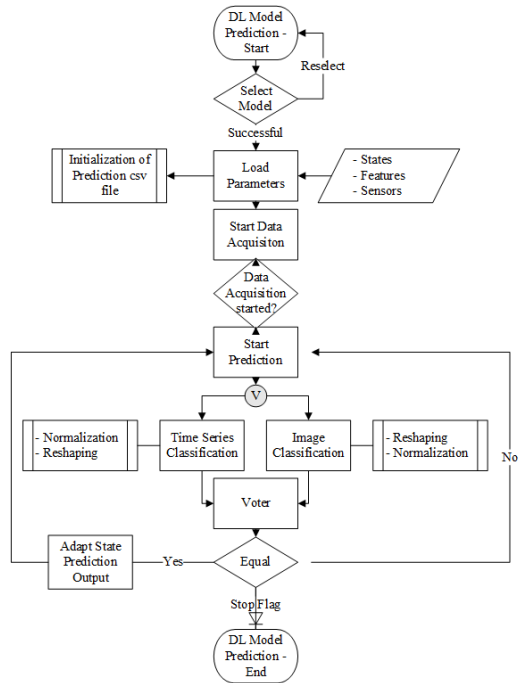 DL Model
Prediction -
Start
Reselect
Select
Model
Successful
Initialization of
Prediction csv
file
Load
Parameters
- States
- Features
- Sensors
Start Data
Acquisiton
Data
Acquisition
started?
Start
Prediction
V
- Normalization
- Reshaping
Time Series
Classification
Image
Classification
- Reshaping
- Normalization
No
Voter
Adapt State
Prediction
Output
Yes
Equal
Stop Flag
DL Model
Prediction -
End